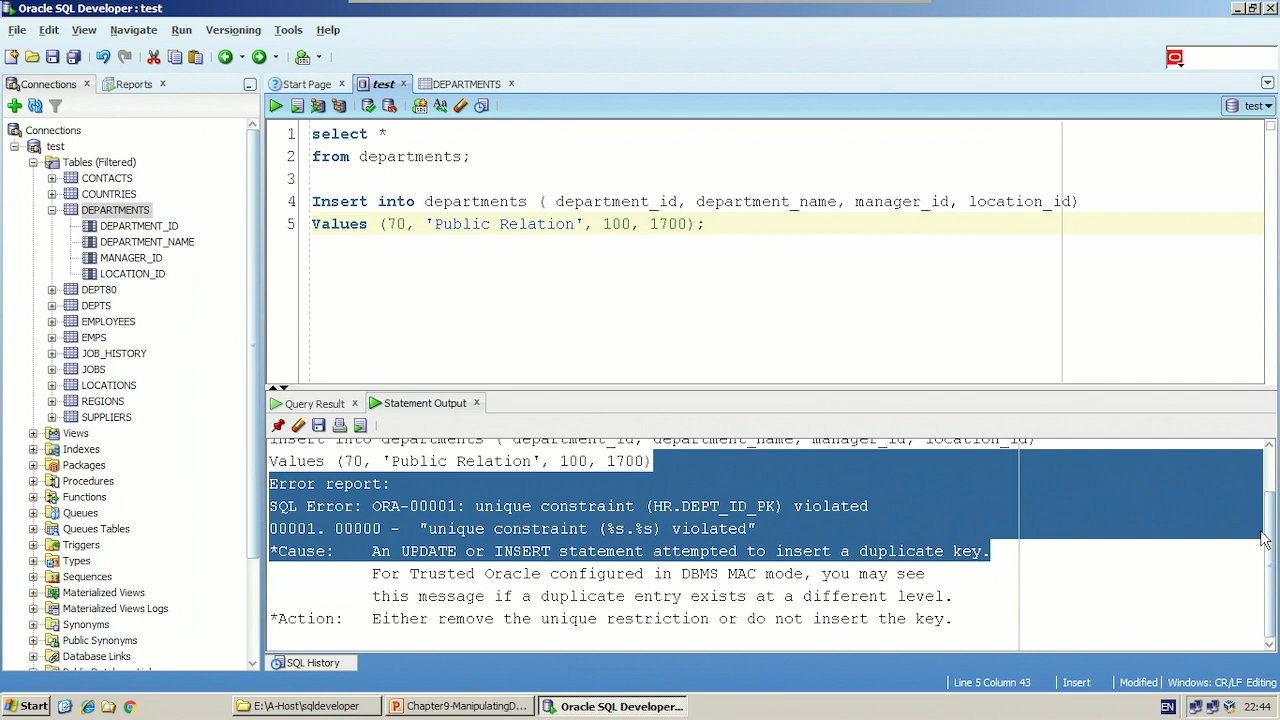 Oracle SQL Developer : test
File Edit View Navigate Run Versioning Tools Help
Connections Reports
Start Page test DEPARTMENTS
test
Connections
test
Tables (Filtered)
CONTACTS
COUNTRIES
DEPARTMENTS
DEPARTMENT_ID
DEPARTMENT_NAME
MANAGER_ID
LOCATION_ID
DEPT80
DEPTS
EMPLOYEES
EMPS
JOB_HISTORY
JOBS
LOCATIONS
REGIONS
SUPPLIERS
Views
Indexes
Packages
Procedures
Functions
Queues
Queues Tables
Triggers
Types
Sequences
Materialized Views
Materialized Views Logs
Synonyms
Public Synonyms
Database Links
1 select *
2 from departments;
3
4 Insert into departments ( department_id, department_name, manager_id, location_id)
5 Values (70, 'Public Relation', 100, 1700);
Query Result Statement Output
Insert into departments ( department_id, department_name, manager_id, location_id)
Values (70, 'Public Relation', 100, 1700)
Error report:
SQL Error: ORA-00001: unique constraint (HR.DEPT_ID_PK) violated
00001. 00000 - "unique constraint (%s.%s) violated"
*Cause: An UPDATE or INSERT statement attempted to insert a duplicate key.
For Trusted Oracle configured in DBMS MAC mode, you may see
this message if a duplicate entry exists at a different level.
*Action: Either remove the unique restriction or do not insert the key.
SQL History
Line 5 Column 43 Insert Modified Windows: CR/LF Editing
Start E:\A-Host\sqldeveloper Chapter9-ManipulatingD... Oracle SQL Developer... EN 22:44